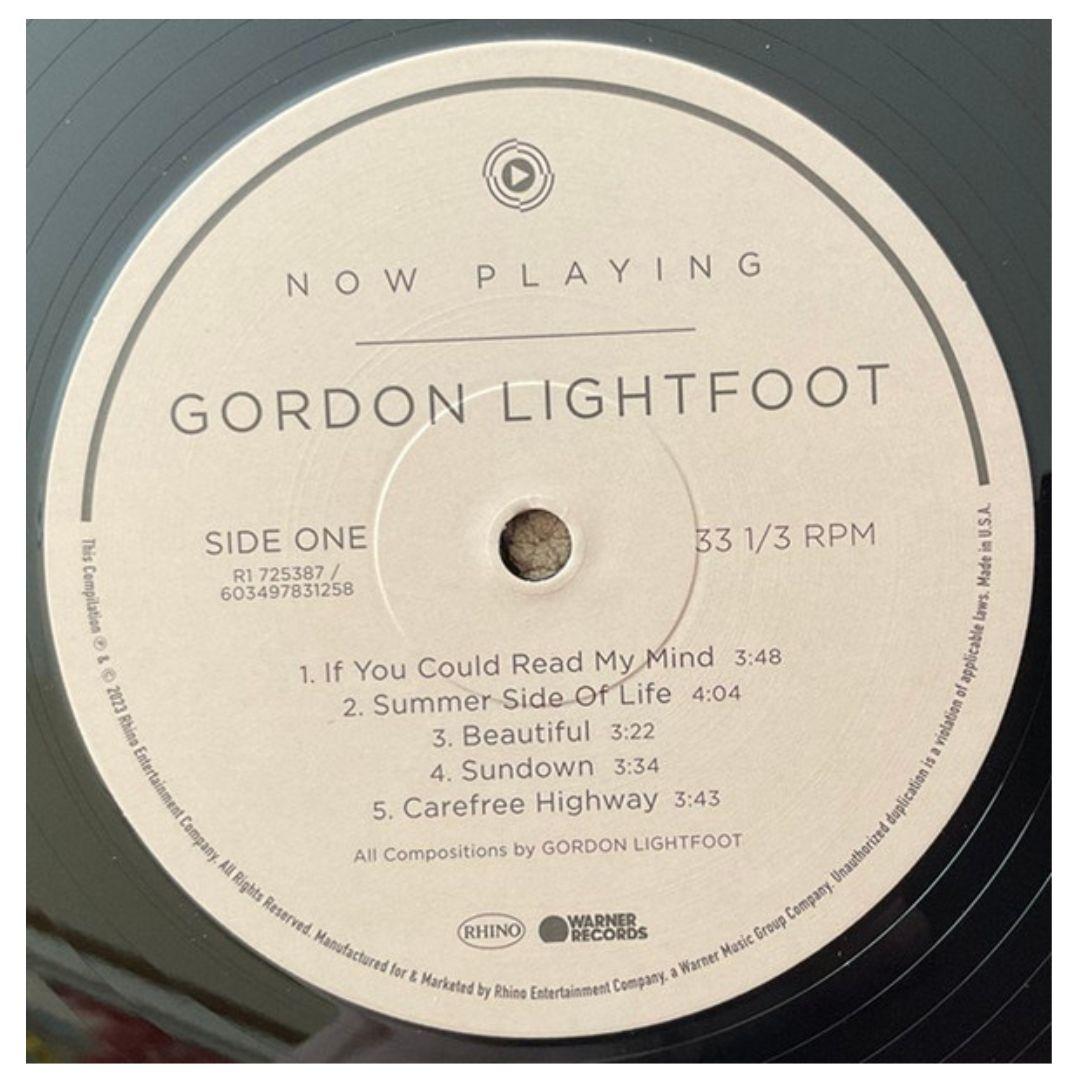 NOW PLAYING
GORDON LIGHTFOOT
SIDE ONE
33 1/3 RPM
R1 725387 /
603497831258
1. If You Could Read My Mind 3:48
2. Summer Side Of Life 4:04
3. Beautiful 3:22
4. Sundown 3:34
5. Carefree Highway 3:43
All Compositions by GORDON LIGHTFOOT
RHINO
WARNER
RECORDS
This Compilation ℗ & © 2023 Rhino Entertainment Company. All Rights Reserved. Manufactured for & Marketed by Rhino Entertainment Company, a Warner Music Group Company. Unauthorized duplication is a violation of applicable laws. Made in U.S.A.